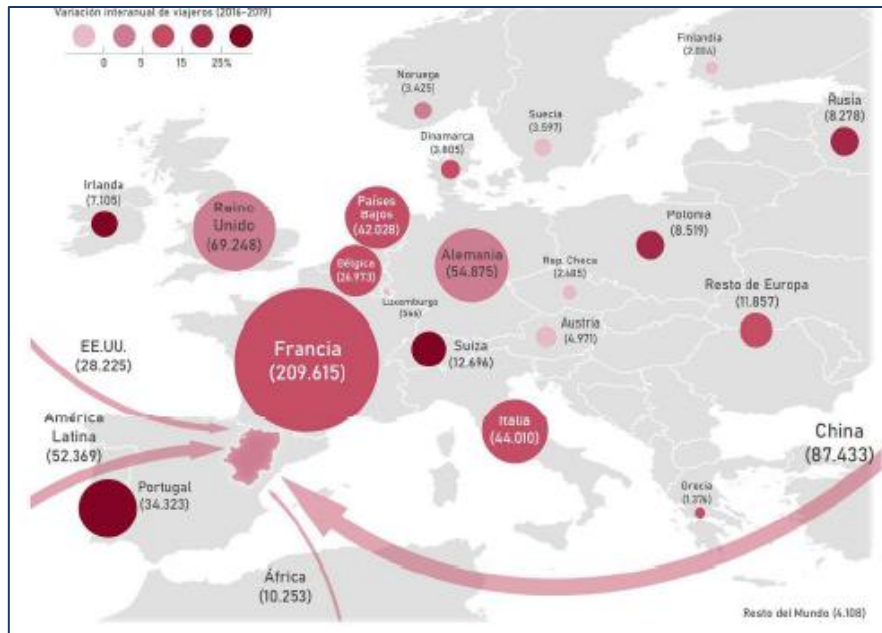 Variación interanual de viajeros (2016-2019)
0 5 15 25%
Finlandia
Noruega
(3.425)
Suecia
(3.597)
Rusia
(8.278)
Dinamarca
(3.805)
Irlanda
(7.105)
Reino
Unido
(69.248)
Países
Bajos
(42.028)
Polonia
(8.519)
Bélgica
(26.973)
Alemania
(54.875)
Rep. Checa
(2.485)
Luxemburgo
Resto de Europa
(11.857)
Austria
(4.971)
EE.UU.
(28.225)
Francia
(209.615)
Suiza
(12.696)
América
Latina
(52.369)
Italia
(44.010)
China
(87.433)
Portugal
(34.323)
Grecia
(1.376)
África
(10.253)
Resto del Mundo (4.108)